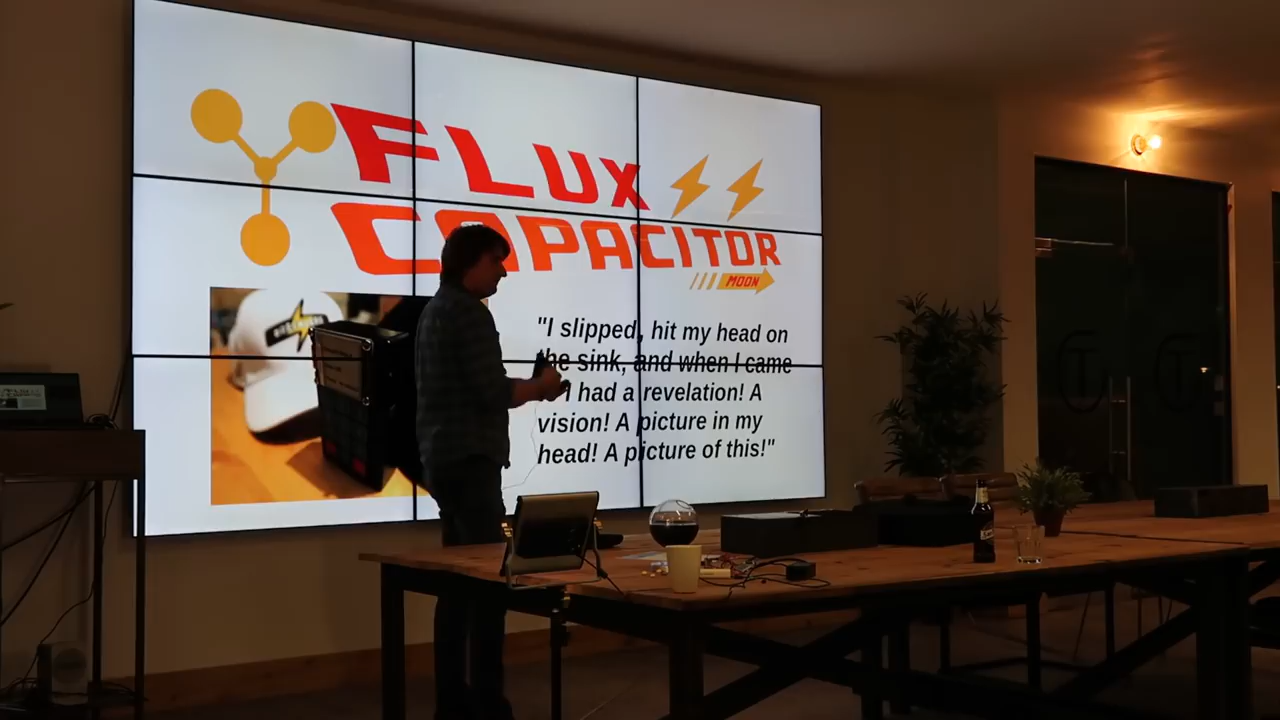 FLUX
CAPACITOR
MOON
"I slipped, hit my head on
the sink, and when I came
I had a revelation! A
vision! A picture in my
head! A picture of this!"